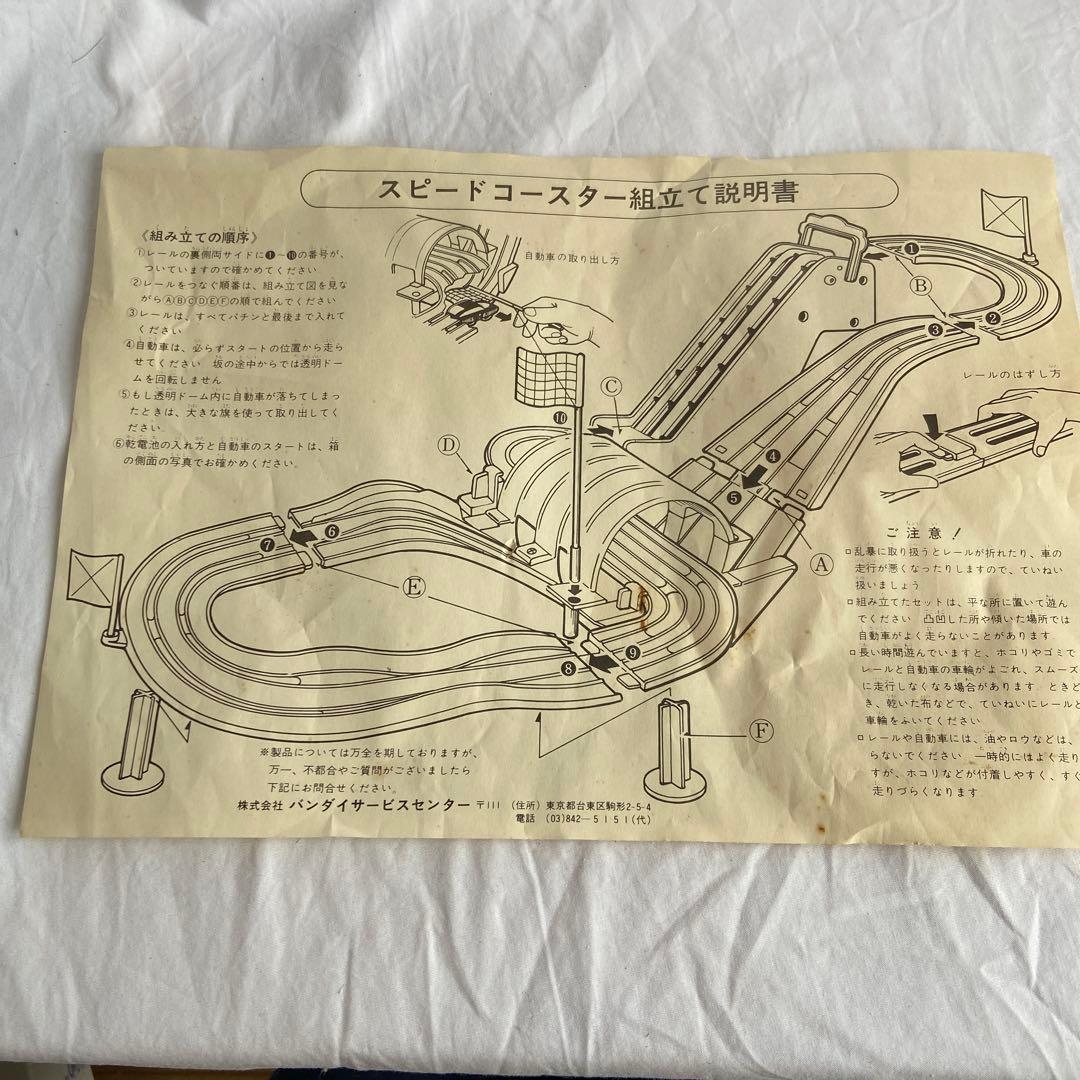 スピードコースター組立て説明書
《組み立ての順序》
①レールの裏側両サイドに❶〜❿の番号が、
ついていますので確かめてください
②レールをつなぐ順番は、組み立て図を見な
がらⒶⒷⒸⒹⒺⒻの順で組んでください
③レールは、すべてパチンと最後まで入れて
ください
④自動車は、必らずスタートの位置から走ら
せてください 坂の途中からでは透明ドー
ムを回転しません
⑤もし透明ドーム内に自動車が落ちてしまっ
たときは、大きな旗を使って取り出してく
ださい
⑥乾電池の入れ方と自動車のスタートは、箱
の側面の写真でお確かめください。
自動車の取り出し方
❶
Ⓑ
❷
❸
レールのはずし方
Ⓒ
❿
Ⓓ
❹
❺
❻
❼
Ⓐ
Ⓔ
❽
❾
Ⓕ
ご注意！
□乱暴に取り扱うとレールが折れたり、車の
走行が悪くなったりしますので、ていねい
扱いましょう
□組み立てたセットは、平な所に置いて遊ん
でください 凸凹した所や傾いた場所では
自動車がよく走らないことがあります
□長い時間遊んでいますと、ホコリやゴミで
レールと自動車の車輪がよごれ、スムーズ
に走行しなくなる場合があります ときど
き、乾いた布などで、ていねいにレールと
車輪をふいてください
□レールや自動車には、油やロウなどは、
らないでください 一時的にはよく走り
すが、ホコリなどが付着しやすく、すぐ
走りづらくなります
※製品については万全を期しておりますが、
万一、不都合やご質問がございましたら
下記にお問合せください。
株式会社 バンダイサービスセンター 〒111 (住所) 東京都台東区駒形2-5-4
電話 (03)842—5151(代)